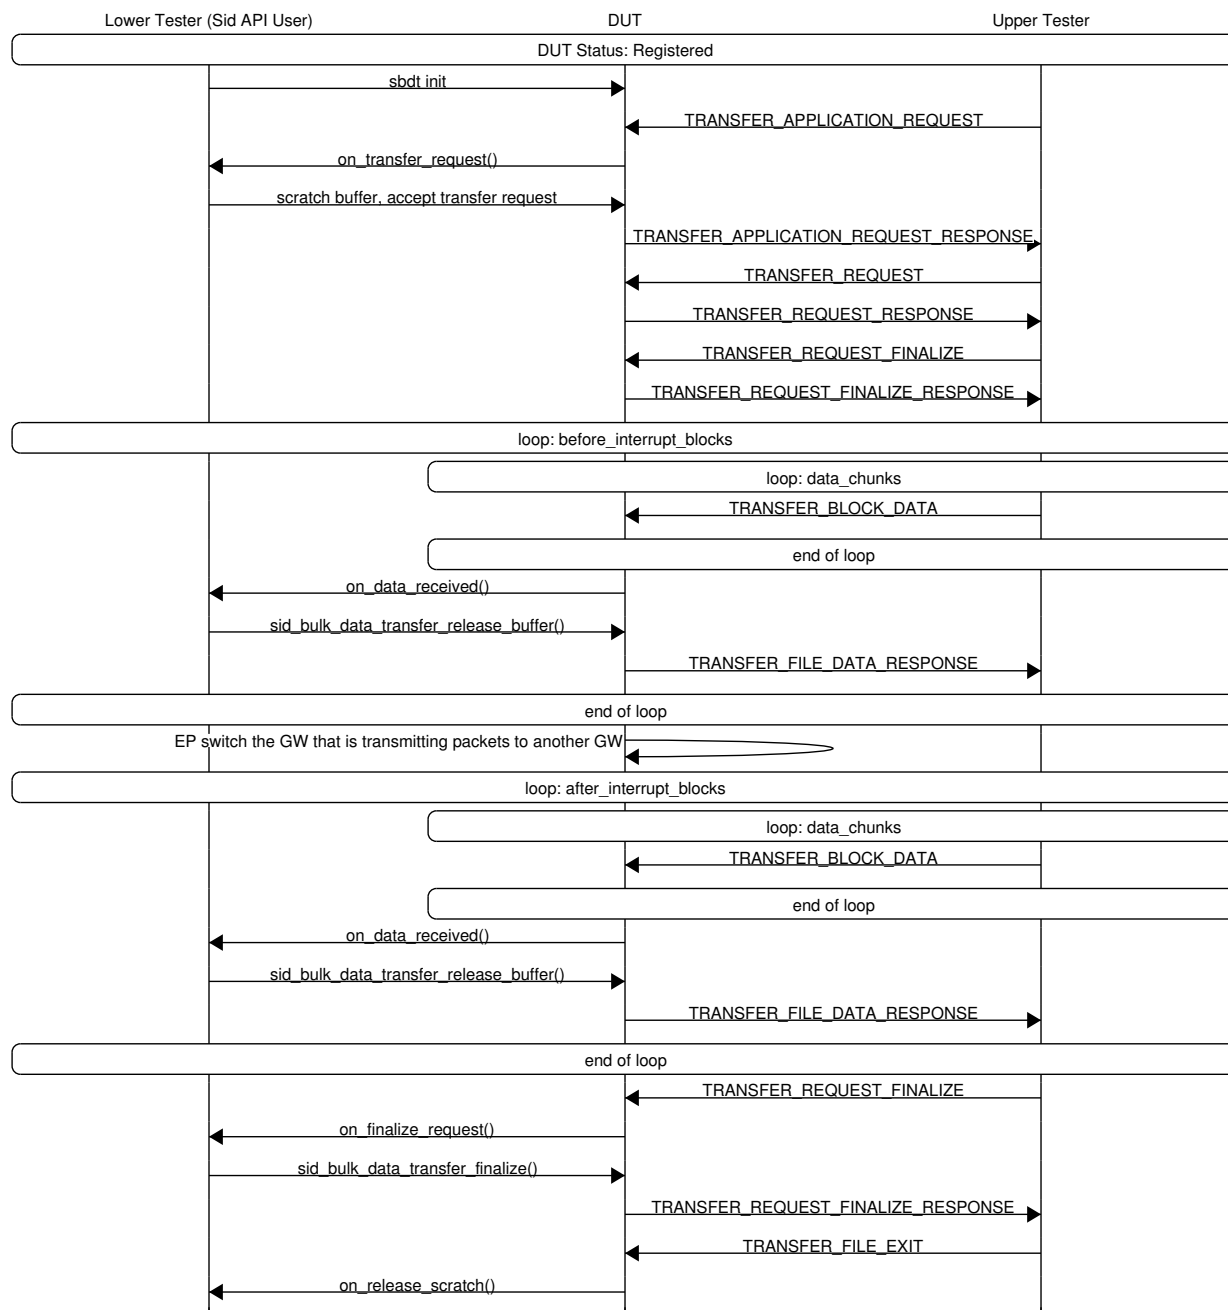 Lower Tester (Sid API User)
DUT
Upper Tester
DUT Status: Registered
sbdt init
TRANSFER_APPLICATION_REQUEST
on_transfer_request()
scratch buffer, accept transfer request
TRANSFER_APPLICATION_REQUEST_RESPONSE
TRANSFER_REQUEST
TRANSFER_REQUEST_RESPONSE
TRANSFER_REQUEST_FINALIZE
TRANSFER_REQUEST_FINALIZE_RESPONSE
loop: before_interrupt_blocks
loop: data_chunks
TRANSFER_BLOCK_DATA
end of loop
on_data_received()
sid_bulk_data_transfer_release_buffer()
TRANSFER_FILE_DATA_RESPONSE
end of loop
EP switch the GW that is transmitting packets to another GW
loop: after_interrupt_blocks
loop: data_chunks
TRANSFER_BLOCK_DATA
end of loop
on_data_received()
sid_bulk_data_transfer_release_buffer()
TRANSFER_FILE_DATA_RESPONSE
end of loop
TRANSFER_REQUEST_FINALIZE
on_finalize_request()
sid_bulk_data_transfer_finalize()
TRANSFER_REQUEST_FINALIZE_RESPONSE
TRANSFER_FILE_EXIT
on_release_scratch()